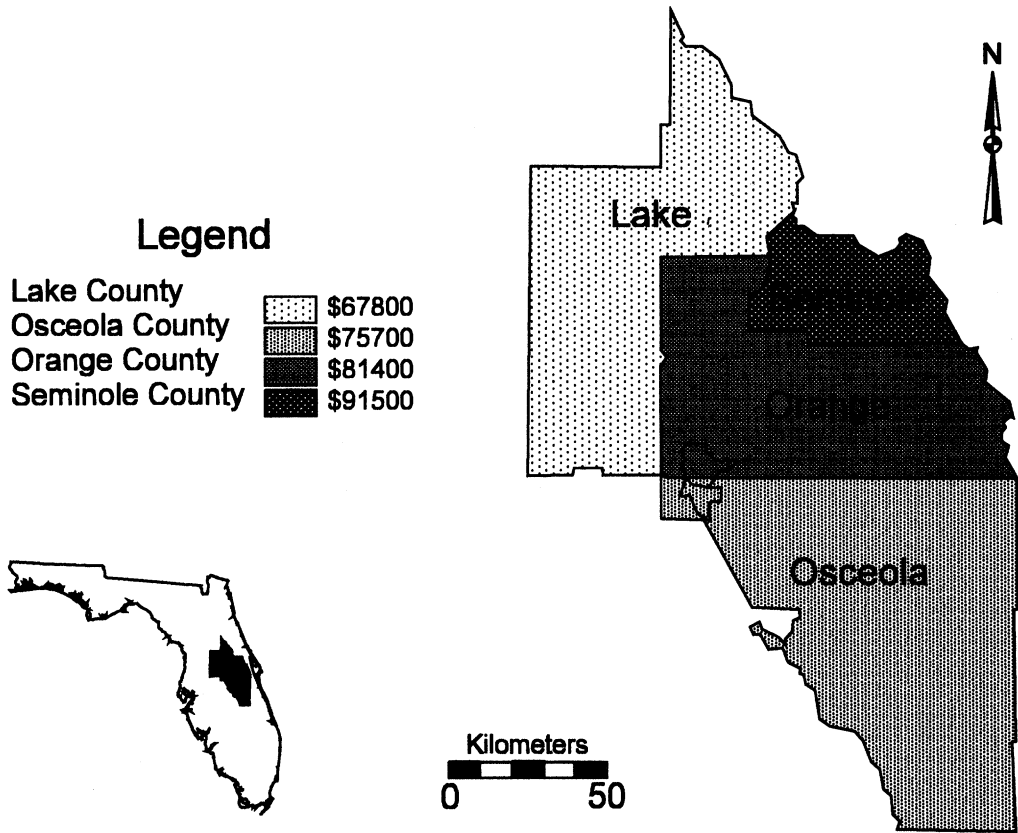 N
Lake
Legend
Lake County
$67800
Osceola County
$75700
Orange County
$81400
Seminole County
$91500
Orange
Osceola
Kilometers
0 50